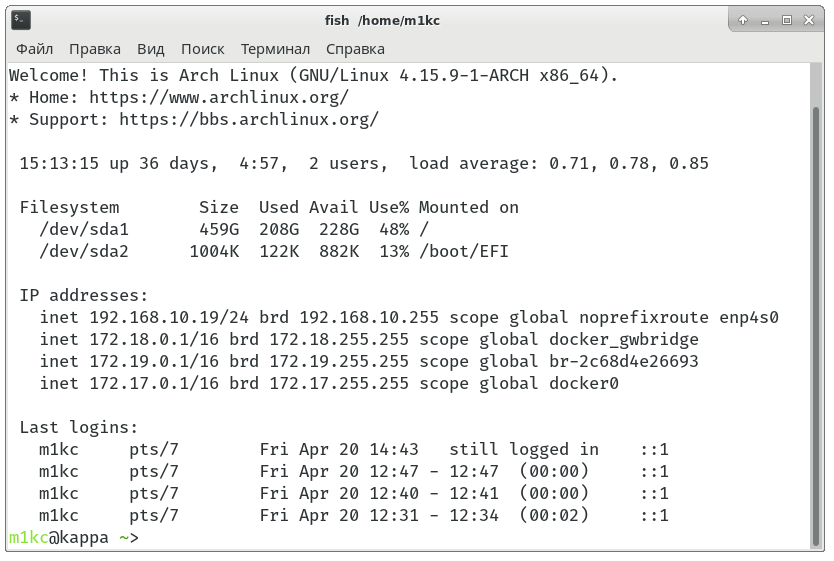 fish /home/m1kc
Файл Правка Вид Поиск Терминал Справка
Welcome! This is Arch Linux (GNU/Linux 4.15.9-1-ARCH x86_64).
* Home: https://www.archlinux.org/
* Support: https://bbs.archlinux.org/
15:13:15 up 36 days,  4:57,  2 users,  load average: 0.71, 0.78, 0.85
Filesystem        Size  Used Avail Use% Mounted on
/dev/sda1       459G  208G  228G  48% /
/dev/sda2      1004K  122K  882K  13% /boot/EFI
IP addresses:
inet 192.168.10.19/24 brd 192.168.10.255 scope global noprefixroute enp4s0
inet 172.18.0.1/16 brd 172.18.255.255 scope global docker_gwbridge
inet 172.19.0.1/16 brd 172.19.255.255 scope global br-2c68d4e26693
inet 172.17.0.1/16 brd 172.17.255.255 scope global docker0
Last logins:
m1kc     pts/7        Fri Apr 20 14:43   still logged in    ::1
m1kc     pts/7        Fri Apr 20 12:47 - 12:47  (00:00)     ::1
m1kc     pts/7        Fri Apr 20 12:40 - 12:41  (00:00)     ::1
m1kc     pts/7        Fri Apr 20 12:31 - 12:34  (00:02)     ::1
m1kc@kappa ~>